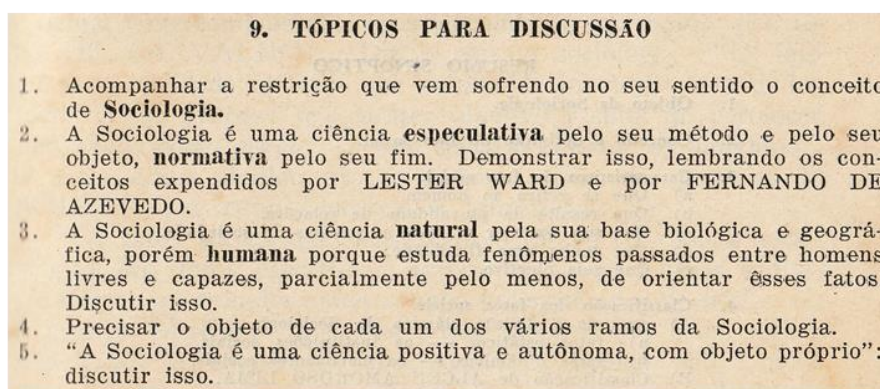 9. TÓPICOS PARA DISCUSSÃO
1. Acompanhar a restrição que vem sofrendo no seu sentido o conceito
de Sociologia.
2. A Sociologia é uma ciência especulativa pelo seu método e pelo seu
objeto, normativa pelo seu fim. Demonstrar isso, lembrando os con-
ceitos expendidos por LESTER WARD e por FERNANDO DE
AZEVEDO.
3. A Sociologia é uma ciência natural pela sua base biológica e geográ-
fica, porém humana porque estuda fenômenos passados entre homens
livres e capazes, parcialmente pelo menos, de orientar êsses fatos
Discutir isso.
4. Precisar o objeto de cada um dos vários ramos da Sociologia.
5. “A Sociologia é uma ciência positiva e autônoma, com objeto próprio”:
discutir isso.